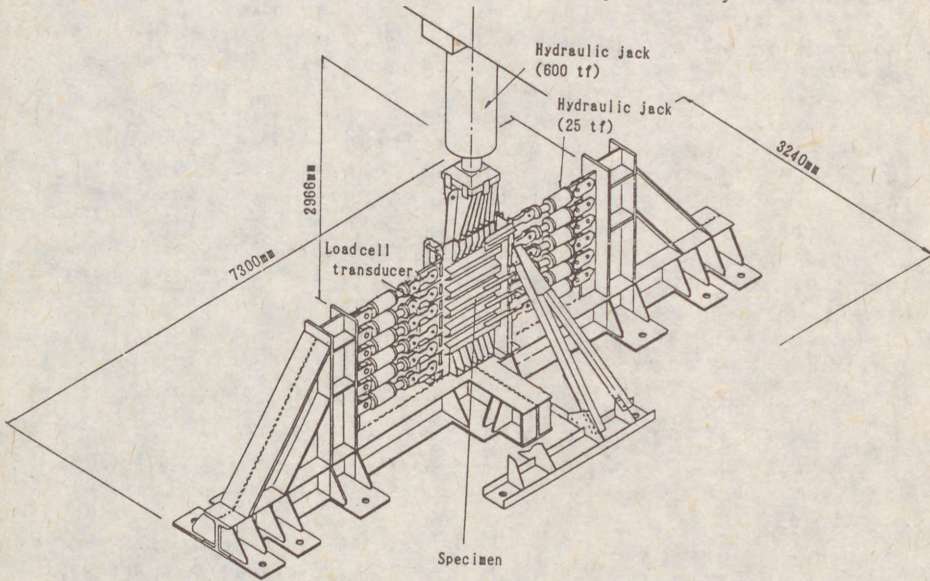 Hydraulic jack
(600 tf)
Hydraulic jack
(25 tf)
3240mm
2966mm
7300mm
Loadcell
transducer
Specimen